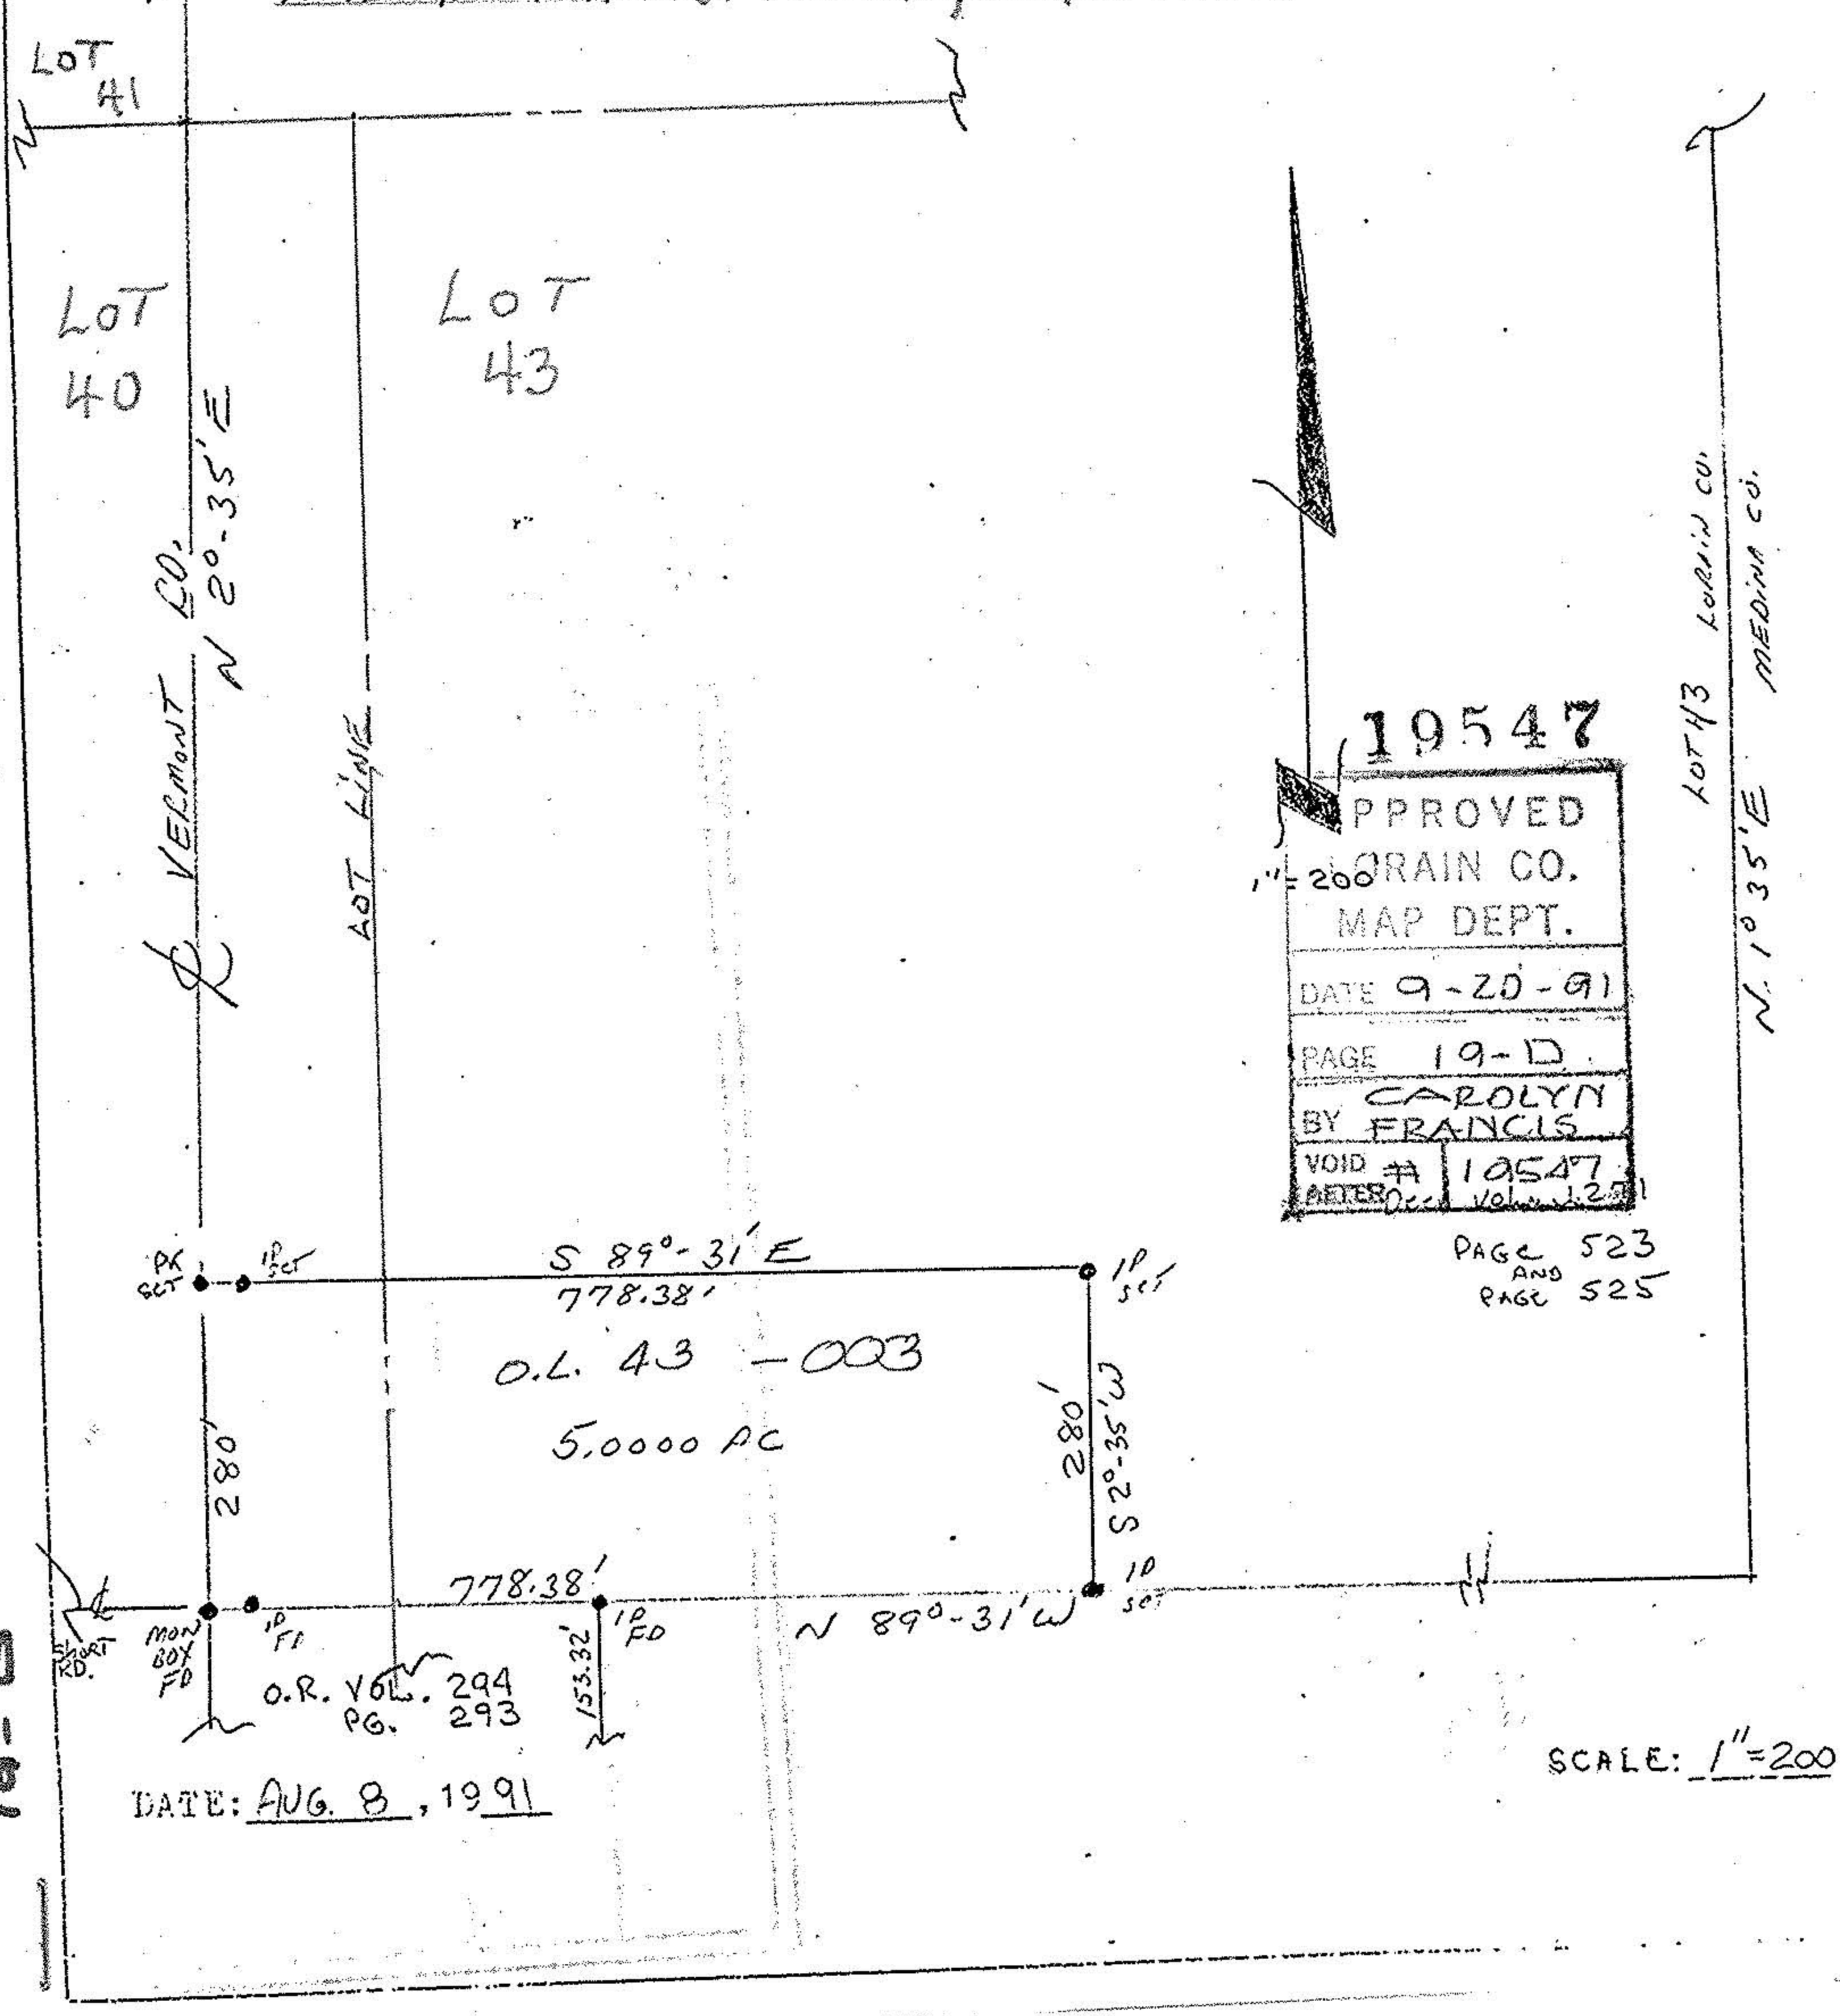 LOT
41
LOT
40
LOT
43
VERMONT
N 2°-35' E
LOT LINE
LOT 43 LORAIN CO.
MEDINA CO.
N. 1° 35' E
19547
PPROVED
LORAIN CO.
1"=200
MAP DEPT.
DATE 9-20-91
PAGE 19-D
BY CAROLYN
FRANCIS
VOID # 19547
AFTER Deed Vol.
PAGE 523
AND
PAGE 525
PK
SET
IP
SET
S 89°-31' E
778.38'
IP
SET
O.L. 43 - 003
5.0000 AC
280'
280'
S 2°-35' W
778.38'
IP
SET
N 89°-31' W
SHORT
RD.
MON
BOX
FD
IP
FD
IP
FD
153.32'
O.R. VOL. 294
PG. 293
DATE: AUG. 8, 1991
SCALE: 1"=200